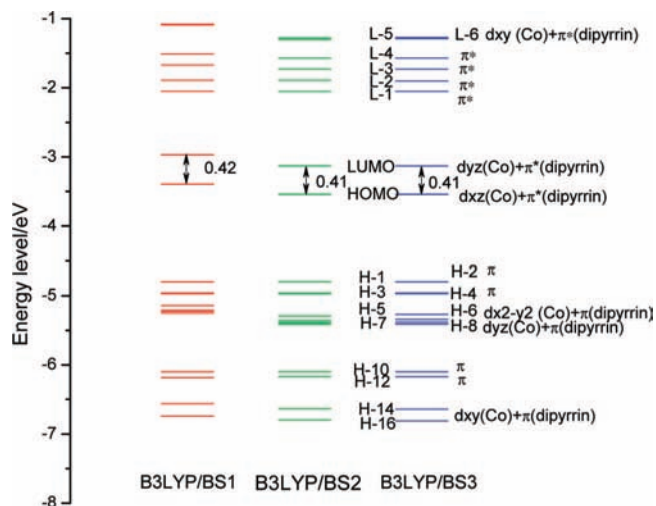 -1
L-5
L-6
dxy (Co)+π*(dipyrrin)
L-4
π*
L-3
π*
L-2
π*
-2
L-1
π*
-3
0.42
0.41
LUMO
0.41
dyz(Co)+π*(dipyrrin)
HOMO
dxz(Co)+π*(dipyrrin)
Energy level/eV
-4
H-1
H-2
π
-5
H-3
H-4
π
H-5
H-6
dx2-y2 (Co)+π(dipyrrin)
H-7
H-8
dyz(Co)+π(dipyrrin)
-6
H-10
π
H-12
π
H-14
dxy(Co)+π(dipyrrin)
H-16
-7
B3LYP/BS1
B3LYP/BS2
B3LYP/BS3
-8